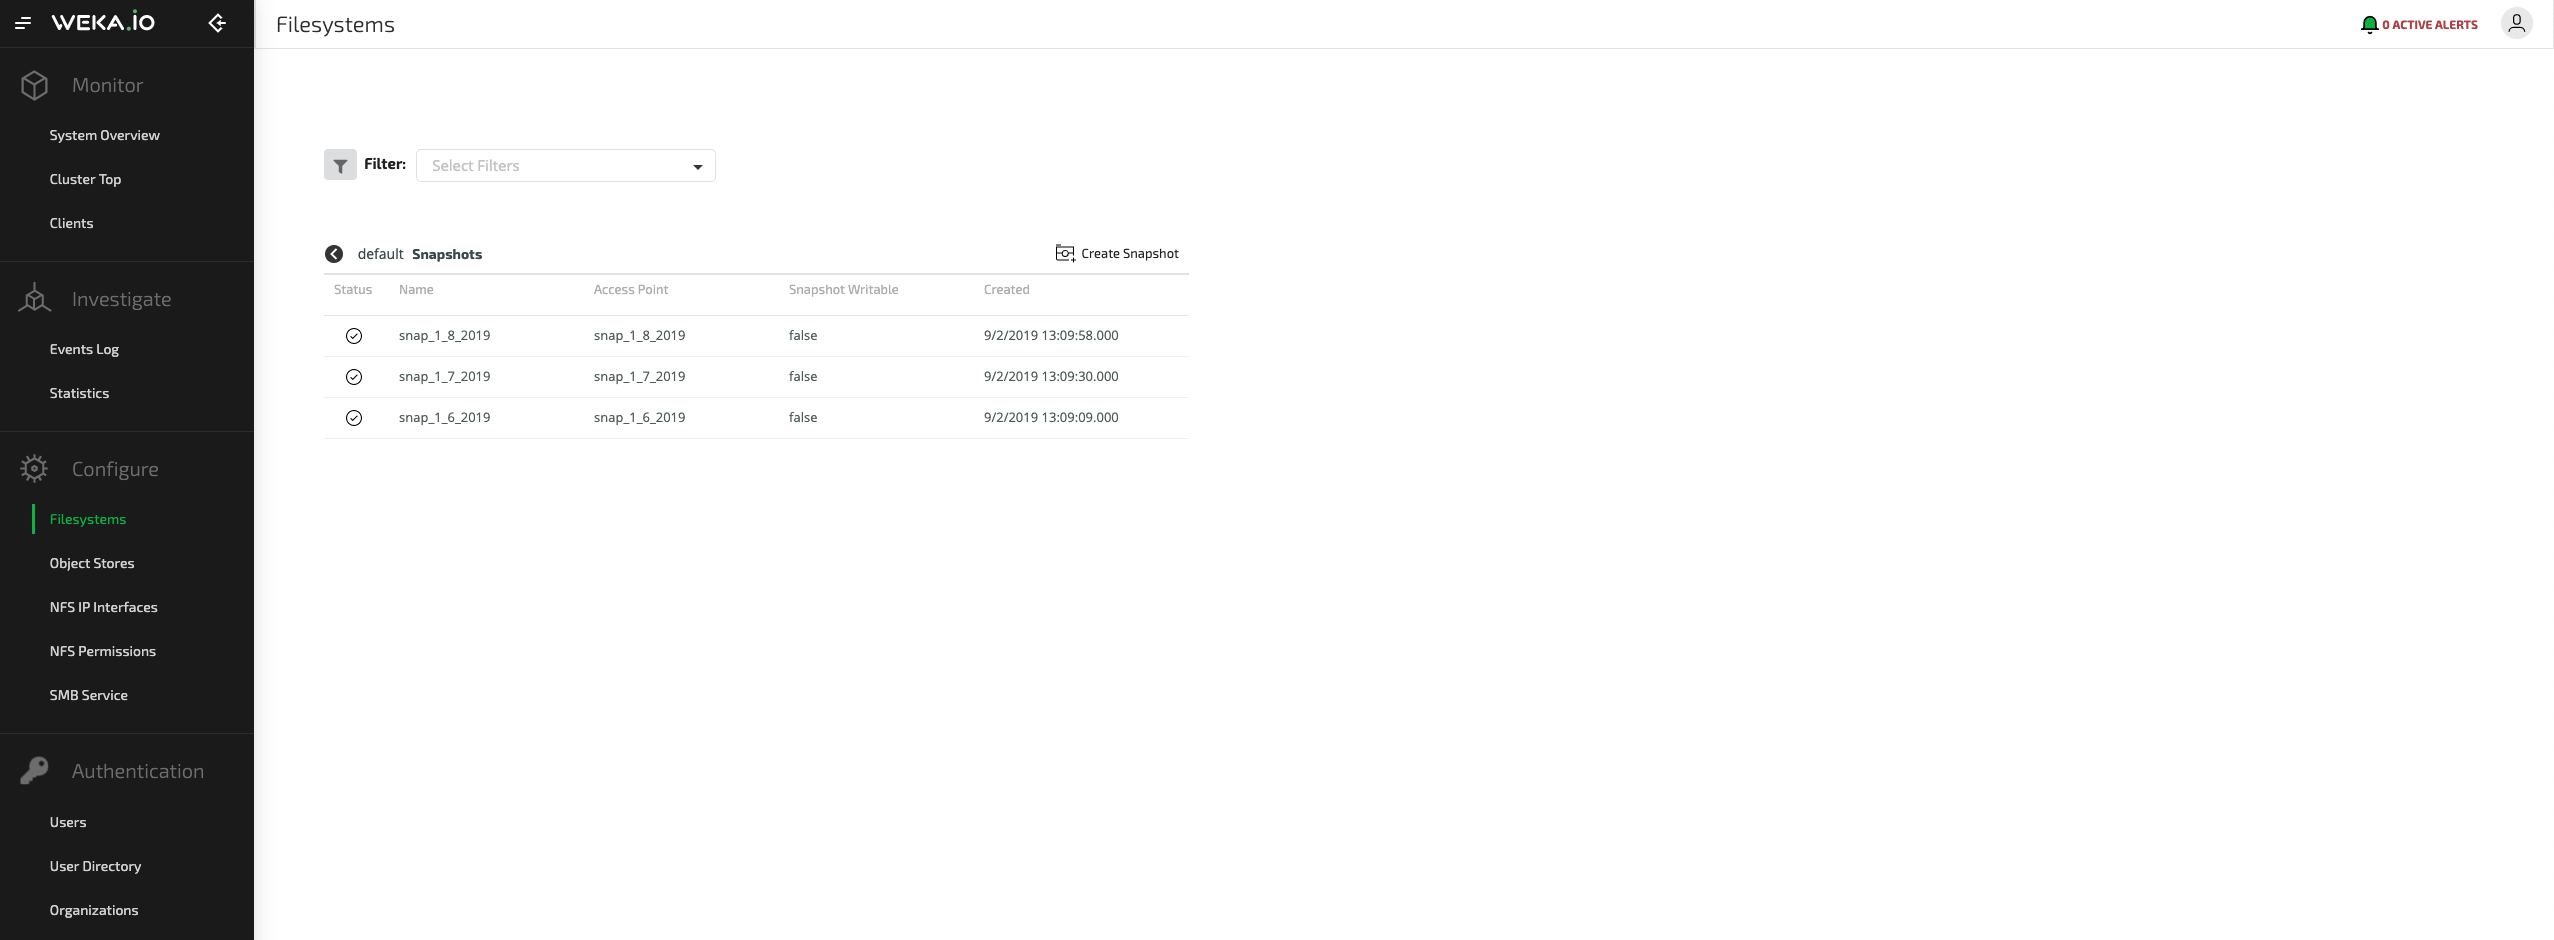 WEKA.iO
Filesystems
0 ACTIVE ALERTS
Monitor
System Overview
Cluster Top
Clients
Investigate
Events Log
Statistics
Configure
Filesystems
Object Stores
NFS IP Interfaces
NFS Permissions
SMB Service
Authentication
Users
User Directory
Organizations
Filter: Select Filters
default Snapshots Create Snapshot
Status Name Access Point Snapshot Writable Created
snap_1_8_2019 snap_1_8_2019 false 9/2/2019 13:09:58.000
snap_1_7_2019 snap_1_7_2019 false 9/2/2019 13:09:30.000
snap_1_6_2019 snap_1_6_2019 false 9/2/2019 13:09:09.000